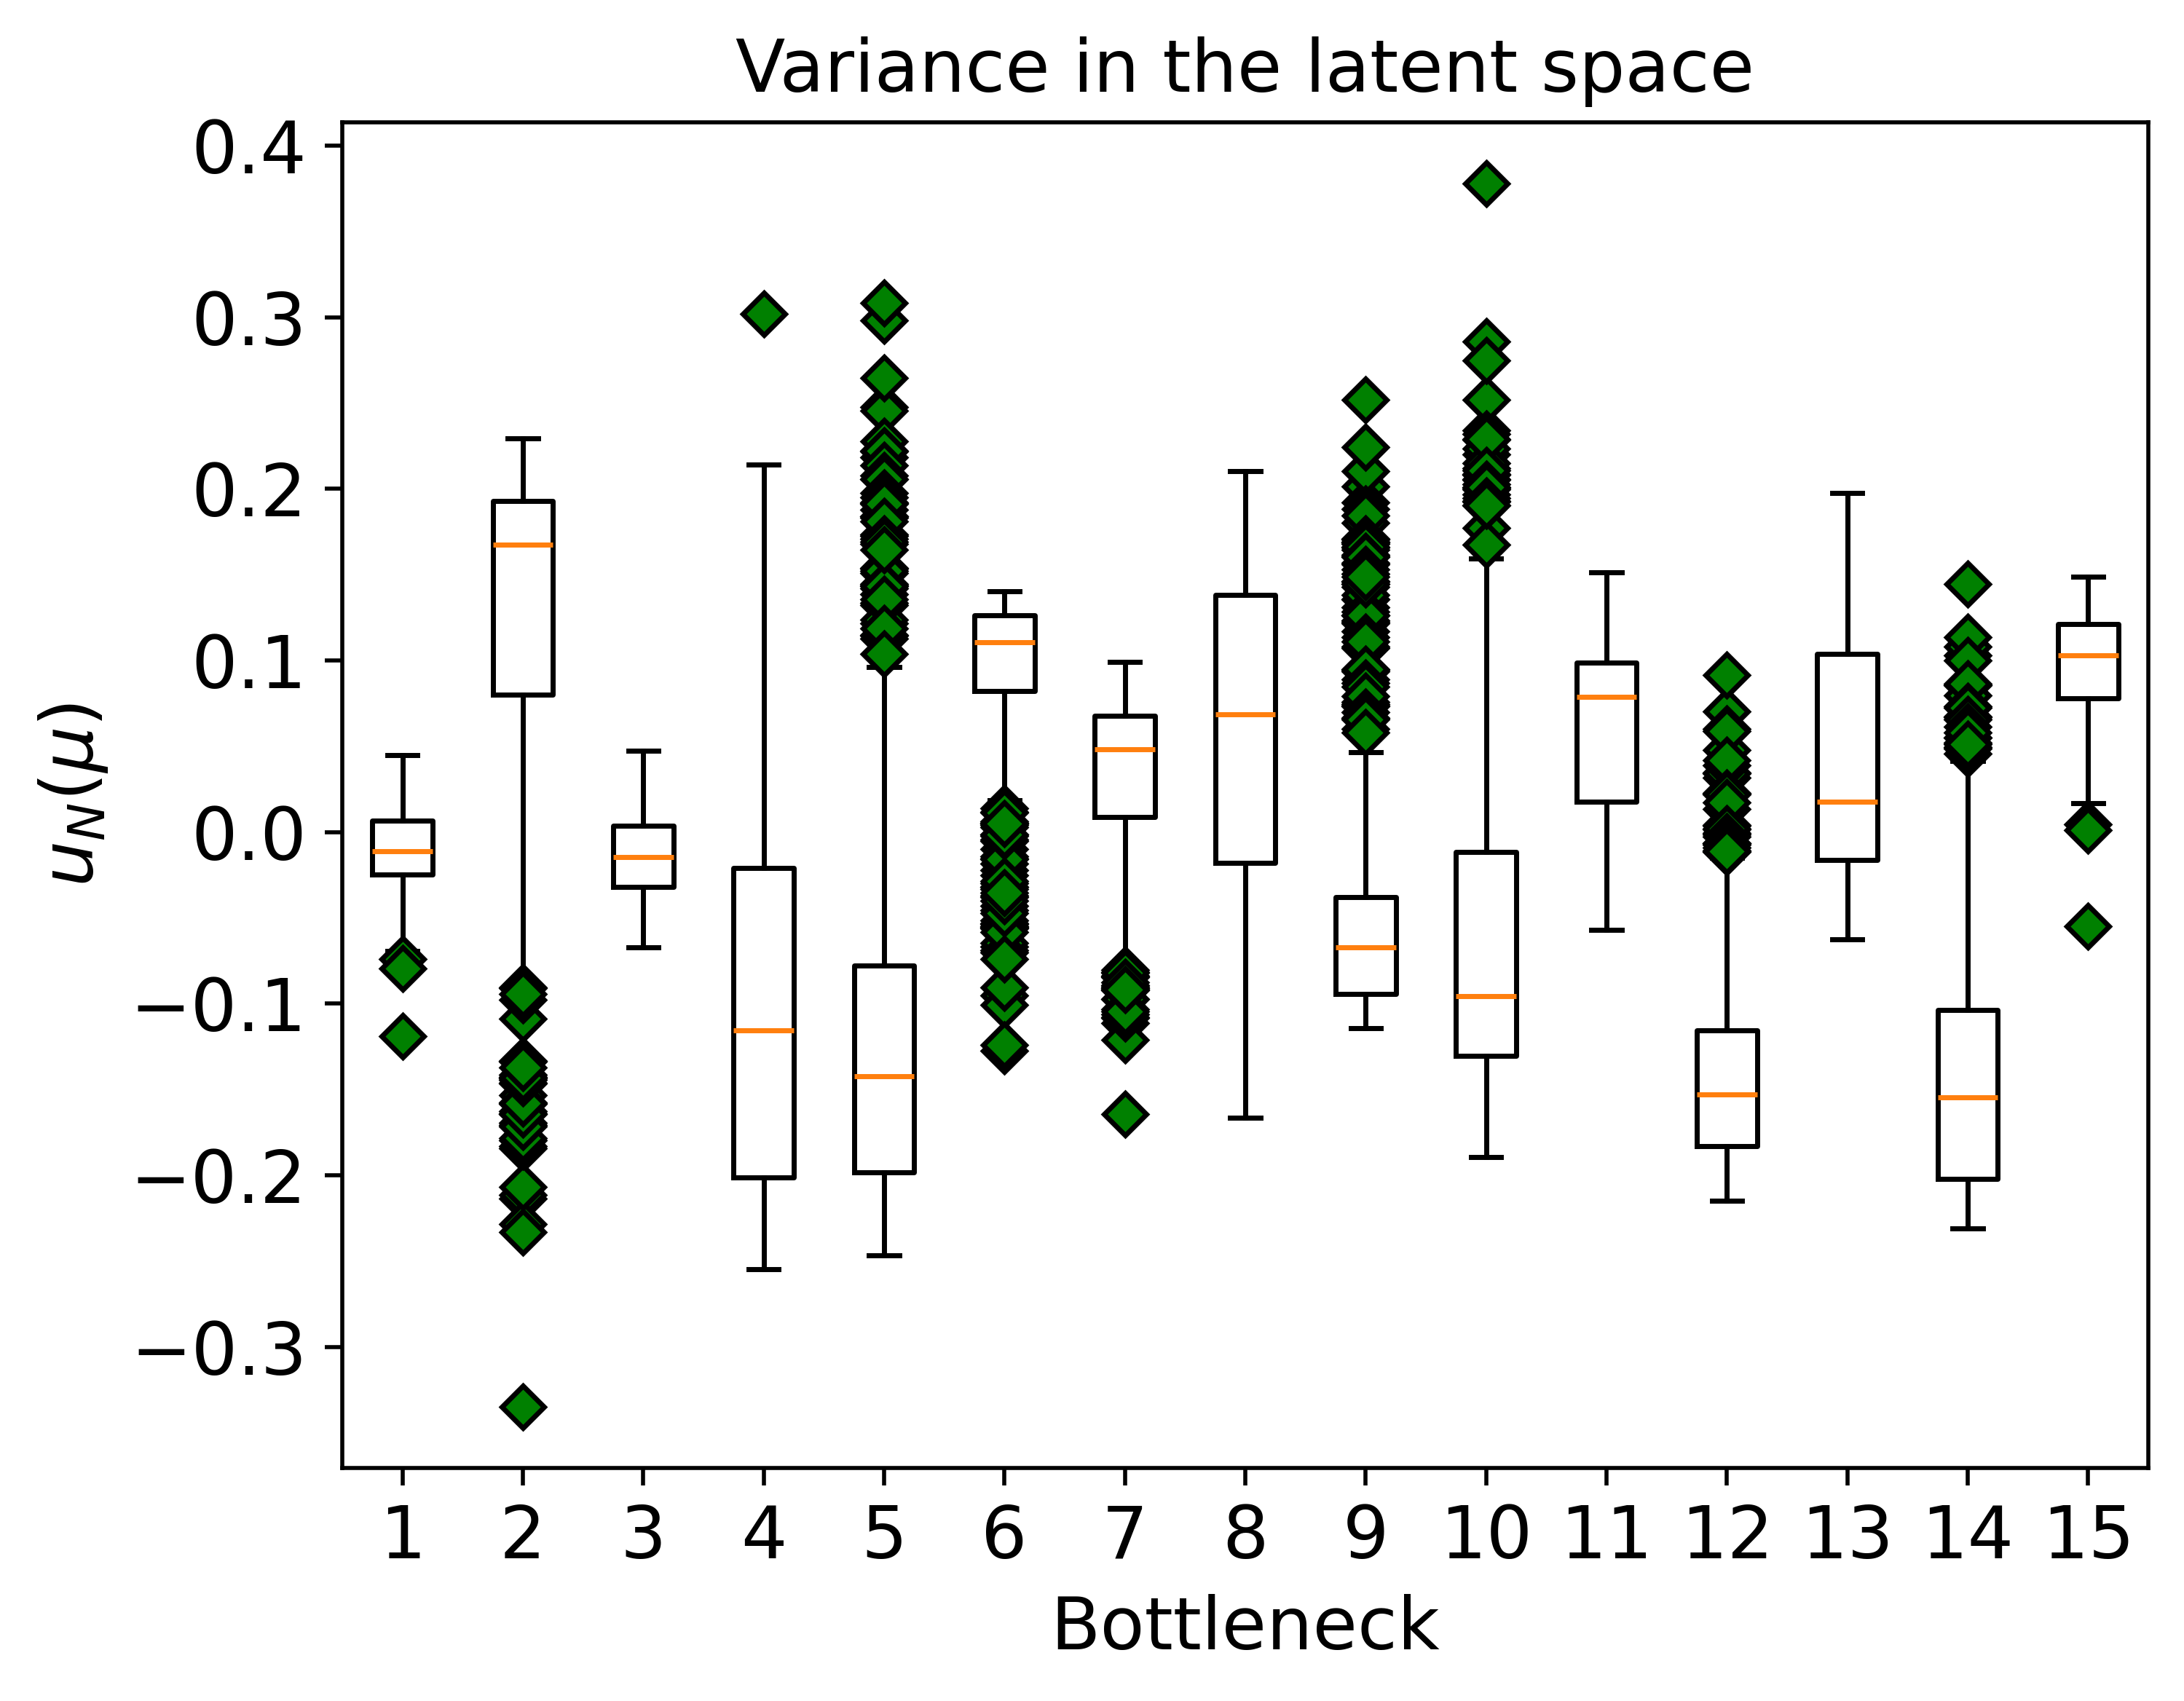 Variance in the latent space
0.4
0.3
0.2
0.1
0.0
−0.1
−0.2
−0.3
u_N(μ)
1 2 3 4 5 6 7 8 9 10 11 12 13 14 15
Bottleneck